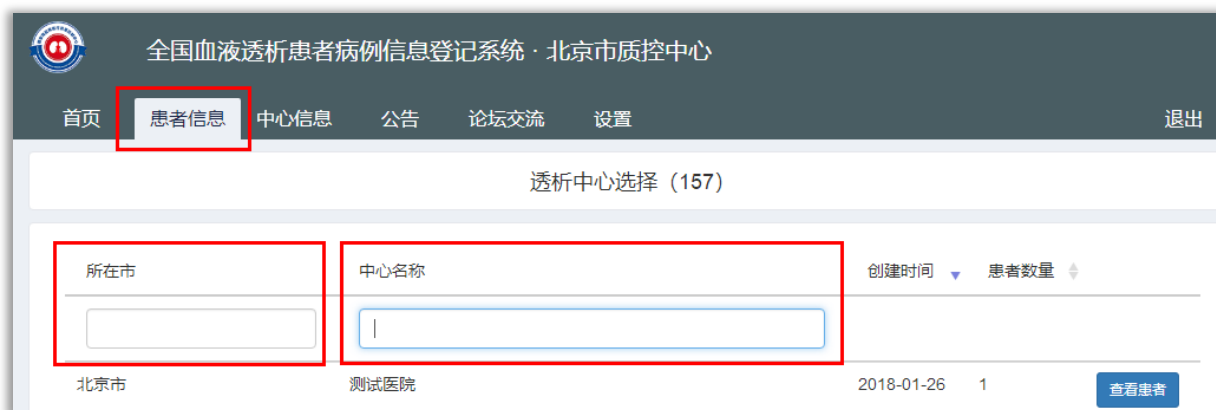 全国血液透析患者病例信息登记系统 · 北京市质控中心
首页 患者信息 中心信息 公告 论坛交流 设置 退出
透析中心选择（157）
所在市 中心名称 创建时间 患者数量
北京市 测试医院 2018-01-26 1 查看患者